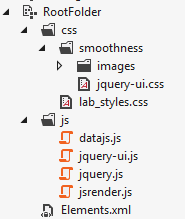 RootFolder
css
smoothness
images
jquery-ui.css
lab_styles.css
js
datajs.js
jquery-ui.js
jquery.js
jsrender.js
Elements.xml